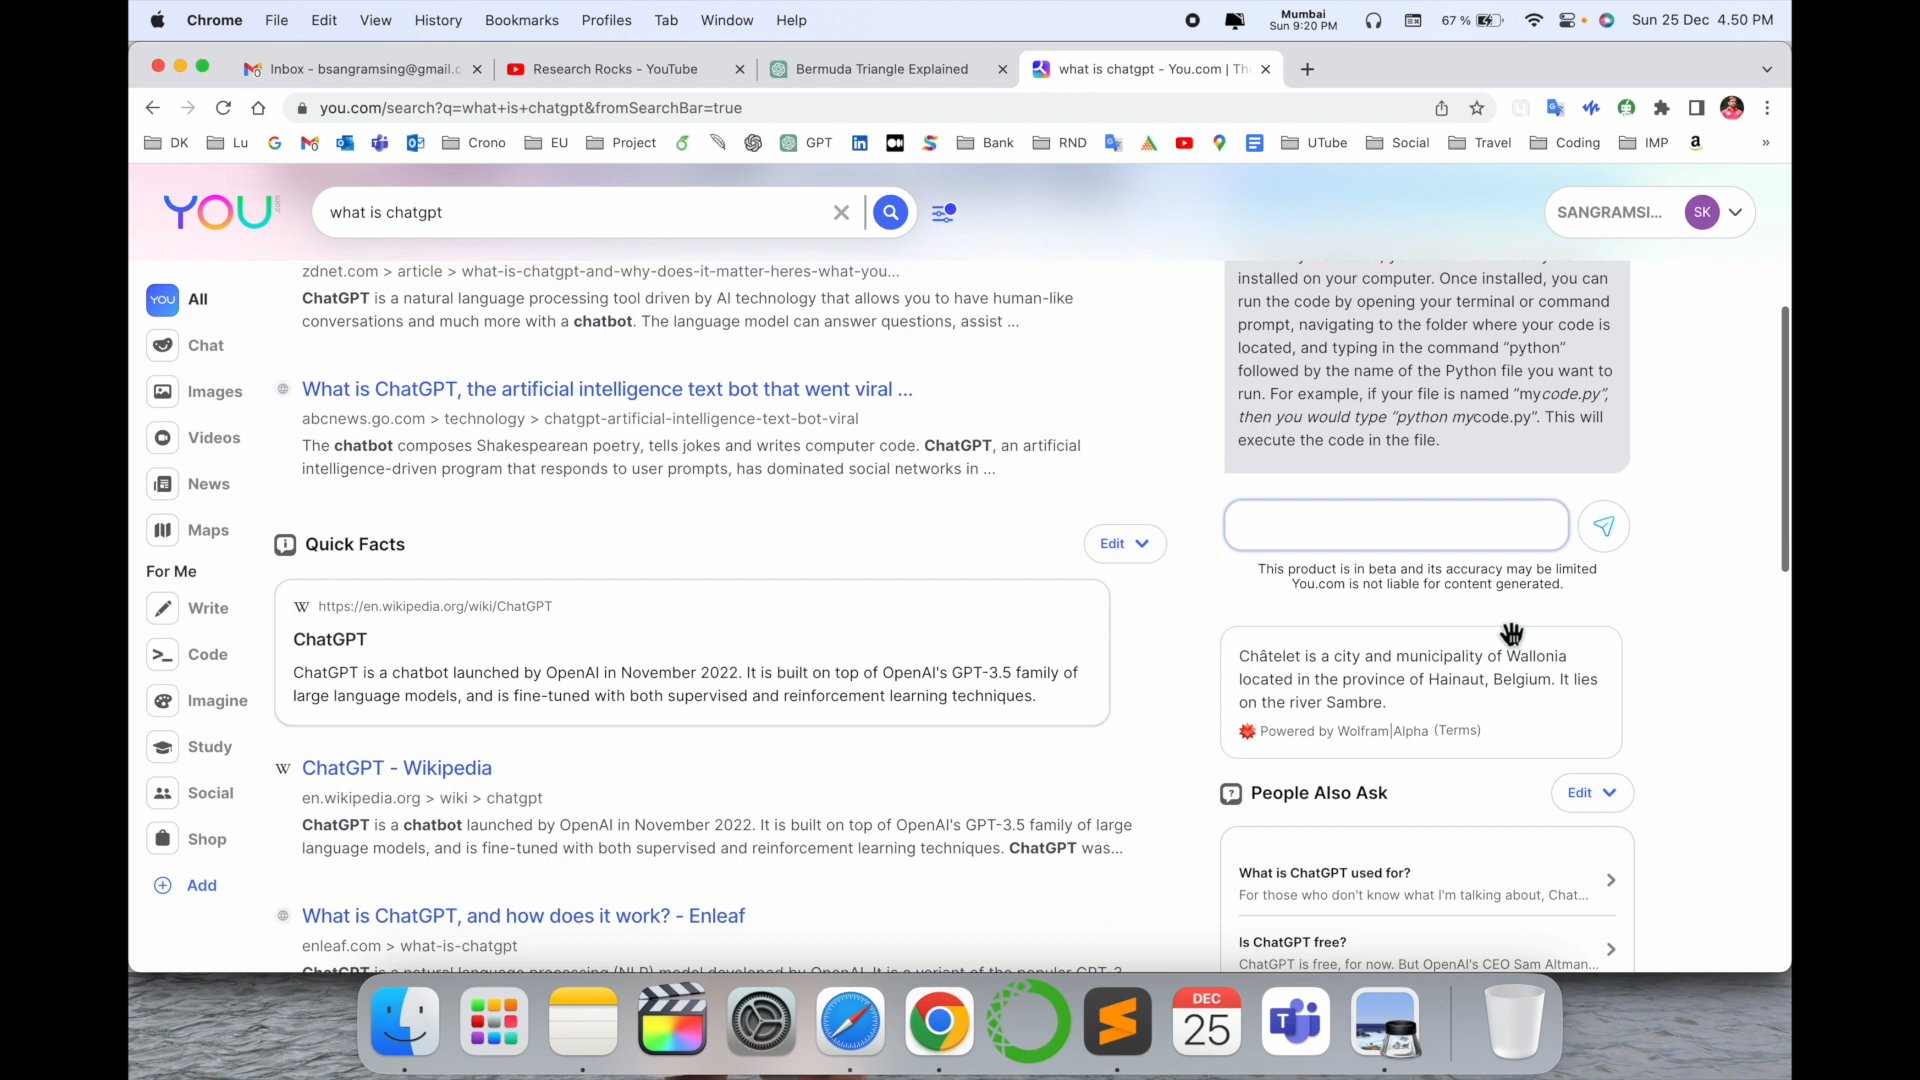 Chrome File Edit View History Bookmarks Profiles Tab Window Help
Mumbai
Sun 9:20 PM
67 %
Sun 25 Dec 4.50 PM
Inbox - bsangramsing@gmail.c
Research Rocks - YouTube
Bermuda Triangle Explained
what is chatgpt - You.com | Th
you.com/search?q=what+is+chatgpt&fromSearchBar=true
DK Lu Crono EU Project GPT Bank RND UTube Social Travel Coding IMP
YOU.com
what is chatgpt
SANGRAMSI... SK
YOU All
Chat
Images
Videos
News
Maps
For Me
Write
Code
Imagine
Study
Social
Shop
Add
zdnet.com > article > what-is-chatgpt-and-why-does-it-matter-heres-what-you...
ChatGPT is a natural language processing tool driven by AI technology that allows you to have human-like
conversations and much more with a chatbot. The language model can answer questions, assist ...
What is ChatGPT, the artificial intelligence text bot that went viral ...
abcnews.go.com > technology > chatgpt-artificial-intelligence-text-bot-viral
The chatbot composes Shakespearean poetry, tells jokes and writes computer code. ChatGPT, an artificial
intelligence-driven program that responds to user prompts, has dominated social networks in ...
Quick Facts
Edit
W https://en.wikipedia.org/wiki/ChatGPT
ChatGPT
ChatGPT is a chatbot launched by OpenAI in November 2022. It is built on top of OpenAI's GPT-3.5 family of
large language models, and is fine-tuned with both supervised and reinforcement learning techniques.
W ChatGPT - Wikipedia
en.wikipedia.org > wiki > chatgpt
ChatGPT is a chatbot launched by OpenAI in November 2022. It is built on top of OpenAI's GPT-3.5 family of large
language models, and is fine-tuned with both supervised and reinforcement learning techniques. ChatGPT was...
What is ChatGPT, and how does it work? - Enleaf
enleaf.com > what-is-chatgpt
ChatGPT is a natural language processing (NLP) model developed by OpenAI. It is a variant of the popular GPT-3
installed on your computer. Once installed, you can
run the code by opening your terminal or command
prompt, navigating to the folder where your code is
located, and typing in the command “python”
followed by the name of the Python file you want to
run. For example, if your file is named “mycode.py”,
then you would type “python mycode.py”. This will
execute the code in the file.
This product is in beta and its accuracy may be limited
You.com is not liable for content generated.
Châtelet is a city and municipality of Wallonia
located in the province of Hainaut, Belgium. It lies
on the river Sambre.
Powered by Wolfram|Alpha (Terms)
People Also Ask
Edit
What is ChatGPT used for?
For those who don't know what I'm talking about, Chat...
Is ChatGPT free?
ChatGPT is free, for now. But OpenAI's CEO Sam Altman...
DEC
25